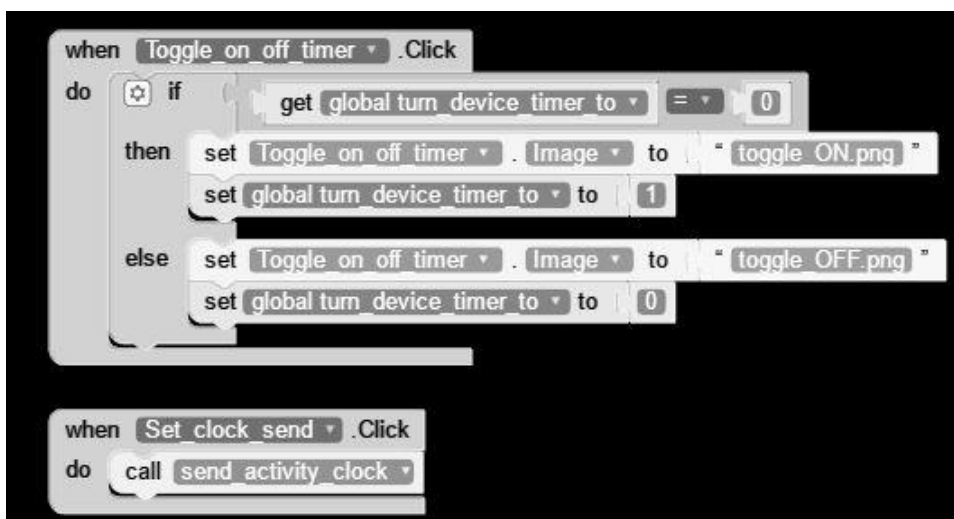 when Toggle_on_off_timer .Click
do if get global turn_device_timer_to = 0
then set Toggle_on_off_timer . Image to " toggle_ON.png "
set global turn_device_timer_to to 1
else set Toggle_on_off_timer . Image to " toggle_OFF.png "
set global turn_device_timer_to to 0
when Set_clock_send .Click
do call send_activity_clock